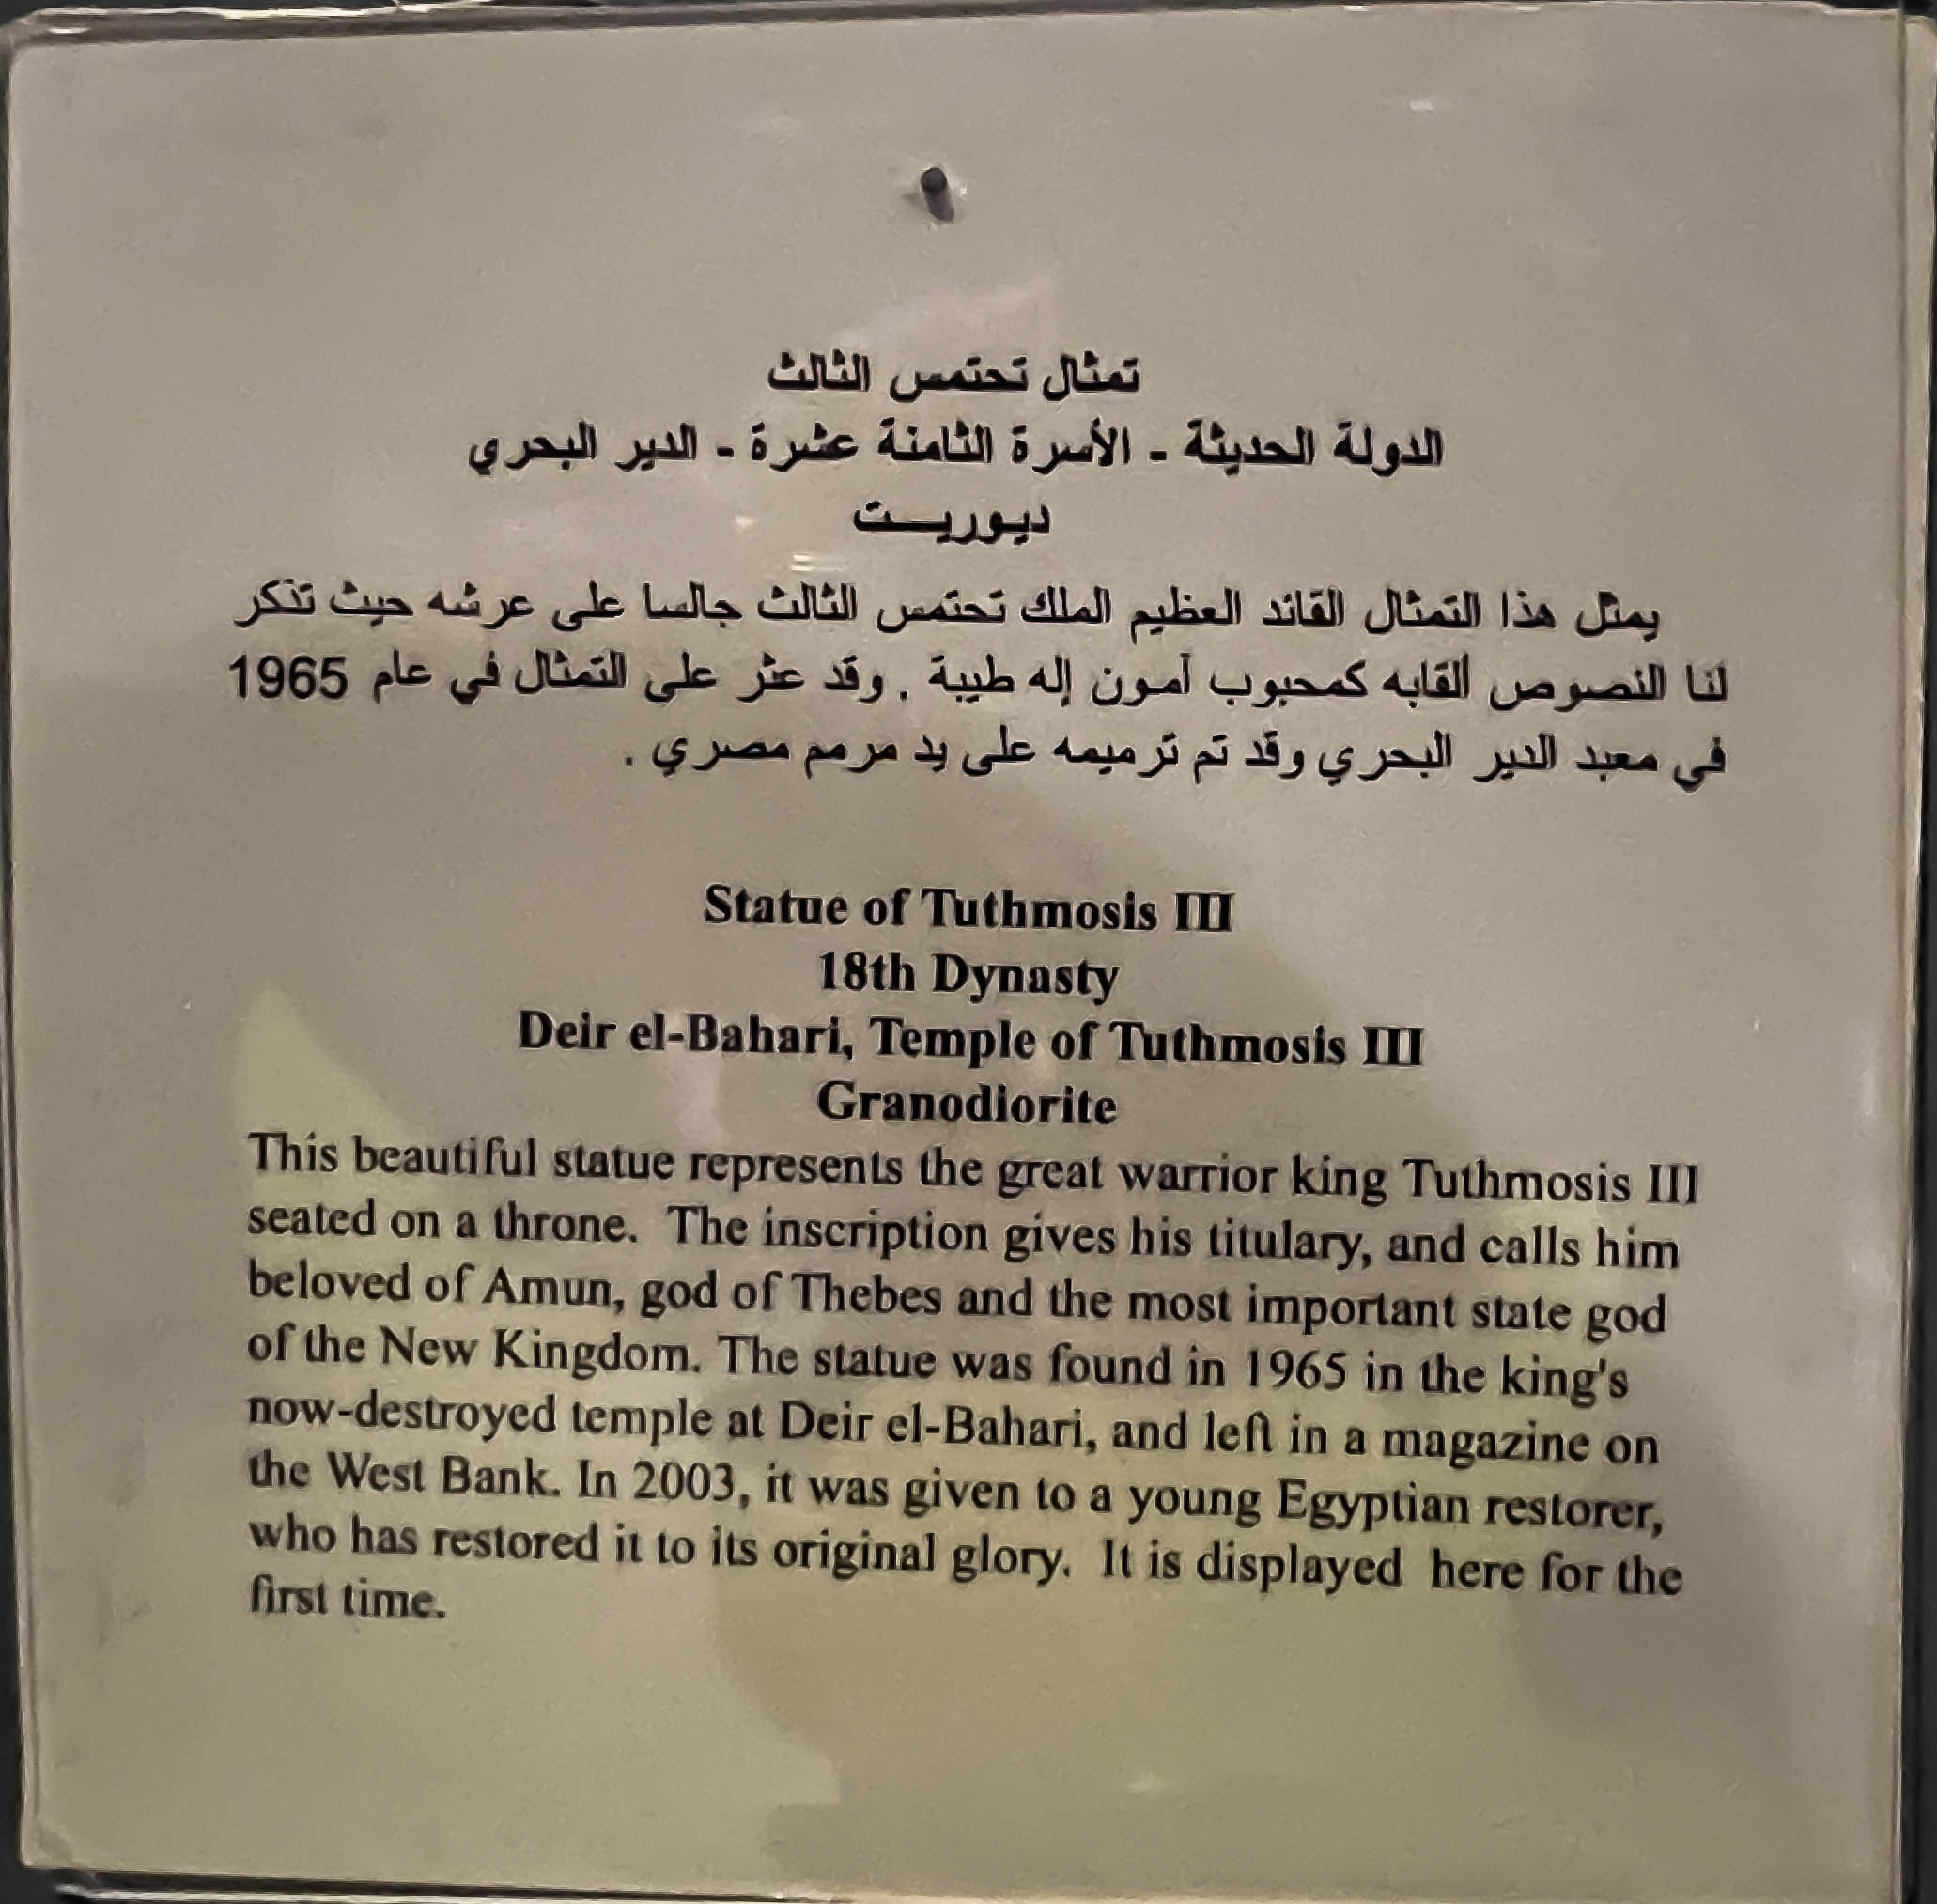 تمثال تحتمس الثالث
الدولة الحديثة - الأسرة الثامنة عشرة - الدير البحري
ديوريـــت
يمثل هذا التمثال القائد العظيم الملك تحتمس الثالث جالسا على عرشه حيث تذكر
لنا النصوص ألقابه كمحبوب آمون إله طيبة . وقد عثر على التمثال في عام 1965
في معبد الدير البحري وقد تم ترميمه على يد مرمم مصري .
Statue of Tuthmosis III
18th Dynasty
Deir el-Bahari, Temple of Tuthmosis III
Granodiorite
This beautiful statue represents the great warrior king Tuthmosis III
seated on a throne. The inscription gives his titulary, and calls him
beloved of Amun, god of Thebes and the most important state god
of the New Kingdom. The statue was found in 1965 in the king's
now-destroyed temple at Deir el-Bahari, and left in a magazine on
the West Bank. In 2003, it was given to a young Egyptian restorer,
who has restored it to its original glory. It is displayed here for the
first time.